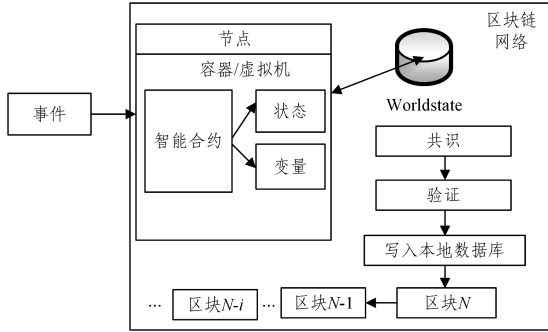 区块链
网络
节点
容器/虚拟机
事件
智能合约
状态
变量
Worldstate
共识
验证
写入本地数据库
... 区块N-i ... 区块N-1 区块N